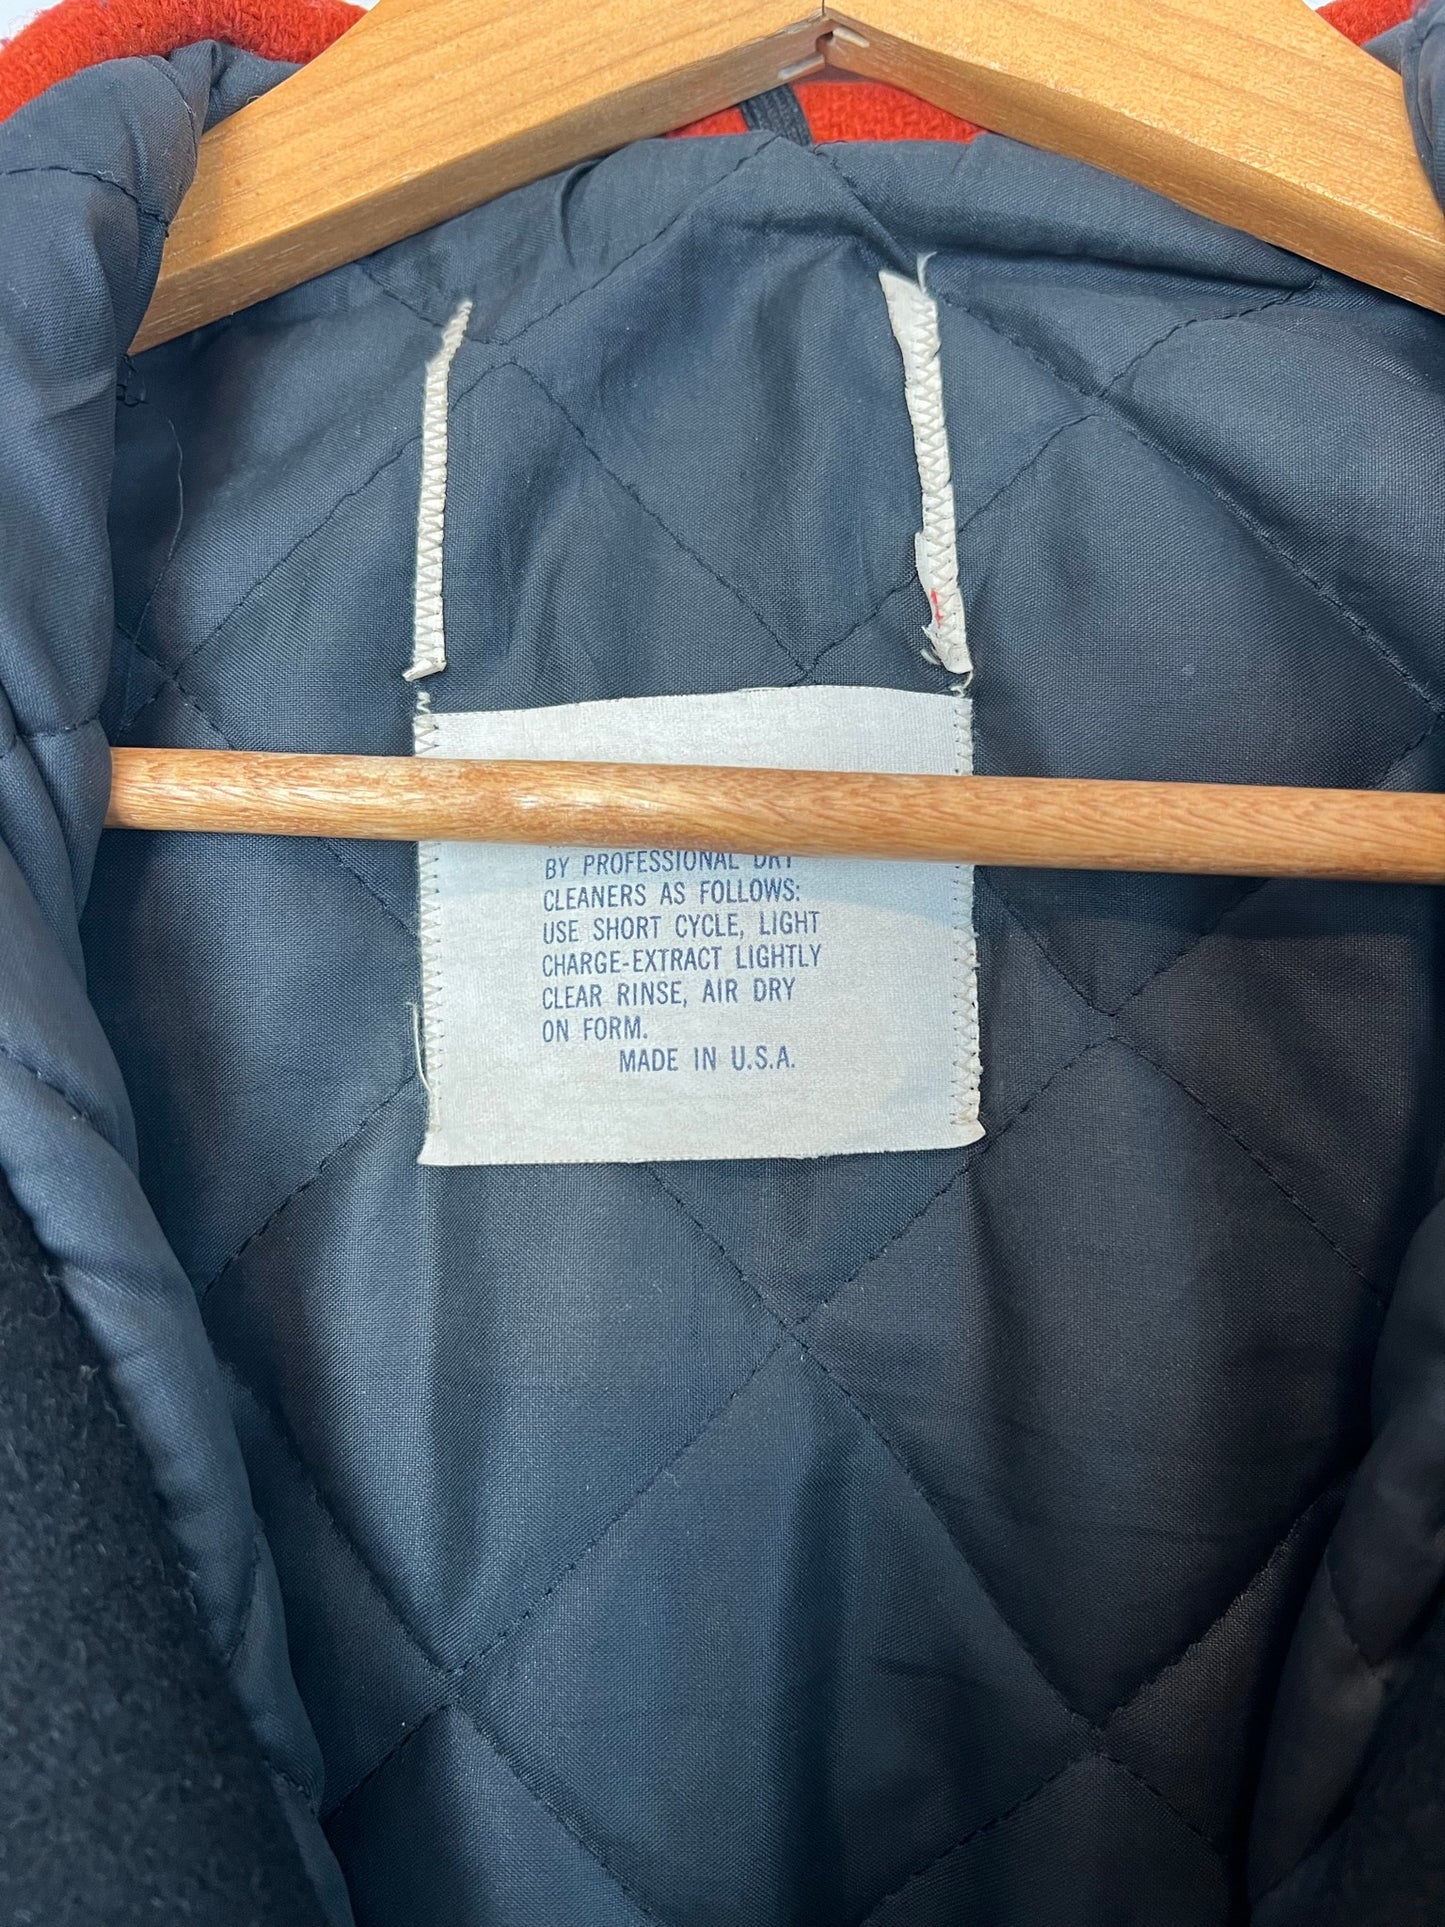 BY PROFESSIONAL DRY
CLEANERS AS FOLLOWS:
USE SHORT CYCLE, LIGHT
CHARGE-EXTRACT LIGHTLY
CLEAR RINSE, AIR DRY
ON FORM.
MADE IN U.S.A.